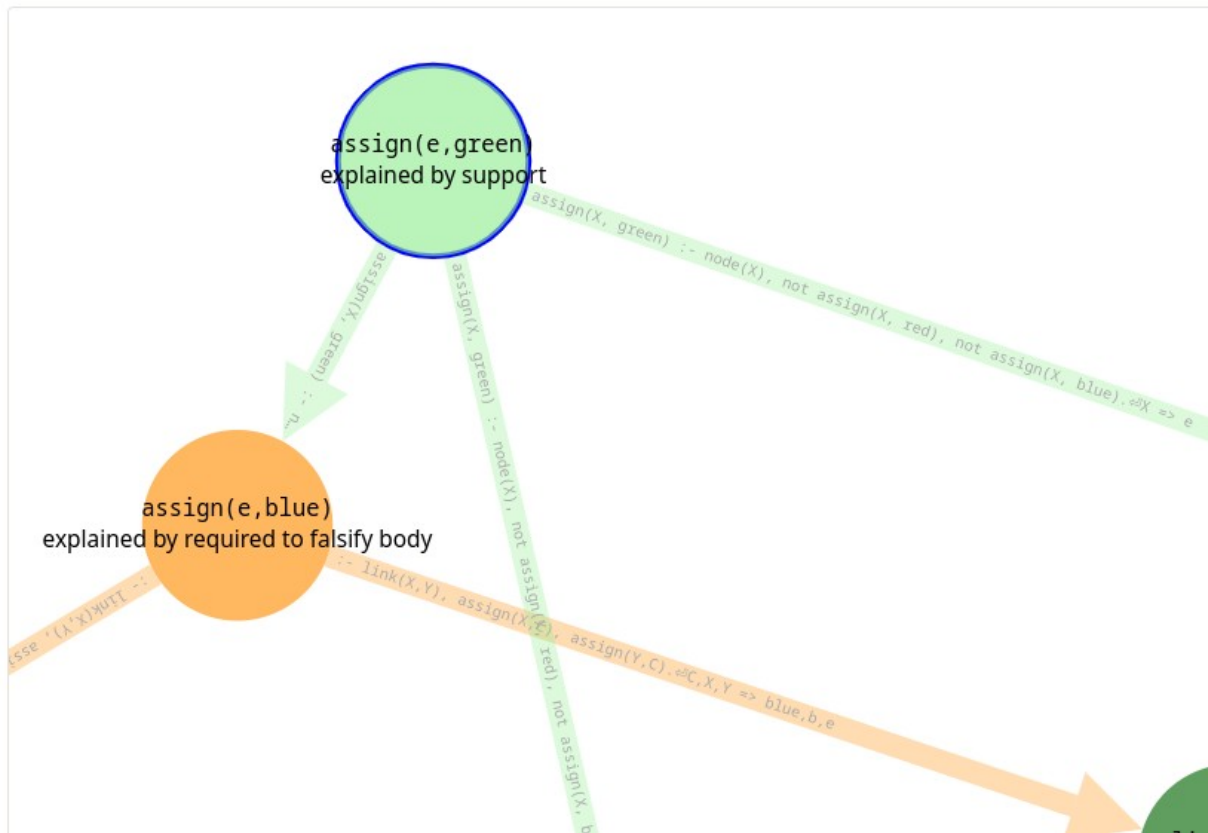 assign(e,green)
explained by support
assign(X, green) :- node(X), not assign(X, red), not assign(X, blue).⏎X => e
assign(X, green) :- n…
assign(X, green) :- node(X), not assign(X, red), not assign(X, b
assign(e,blue)
explained by required to falsify body
:- link(X,Y), assign(X,C), assign(Y,C).⏎C,X,Y => blue,b,e
:- link(X,Y), assi